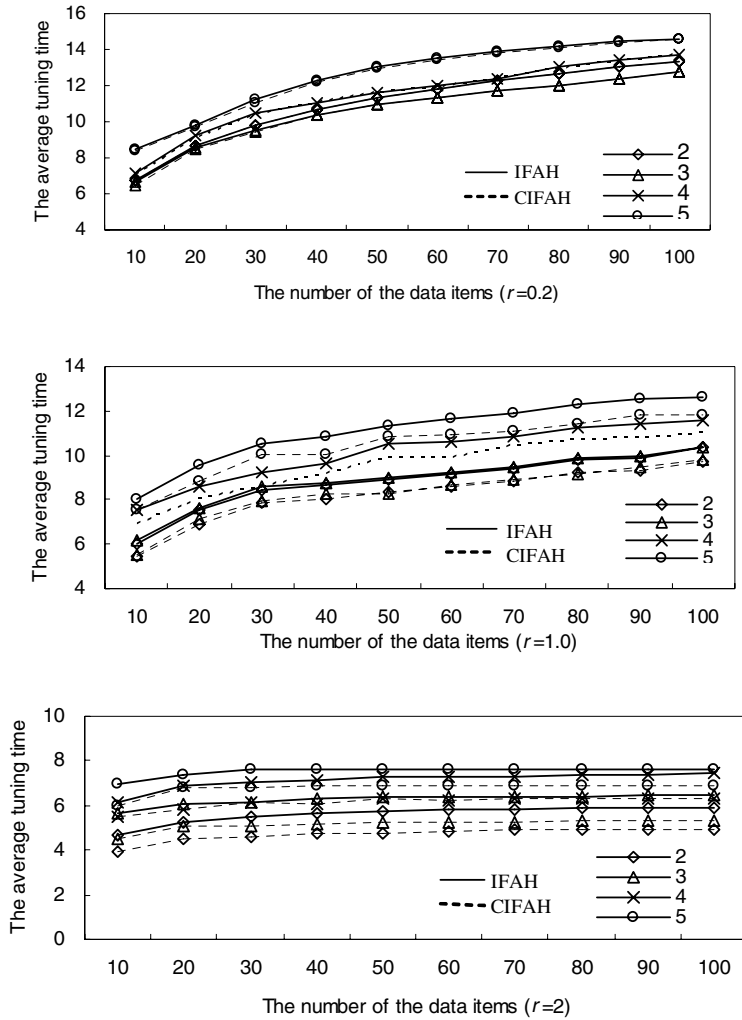 The average tuning time
16
14
12
10
8
6
4
IFAH
CIFAH
2
3
4
5
10 20 30 40 50 60 70 80 90 100
The number of the data items (r=0.2)
The average tuning time
14
12
10
8
6
4
IFAH
CIFAH
2
3
4
5
10 20 30 40 50 60 70 80 90 100
The number of the data items (r=1.0)
The average tuning time
10
8
6
4
2
0
IFAH
CIFAH
2
3
4
5
10 20 30 40 50 60 70 80 90 100
The number of the data items (r=2)